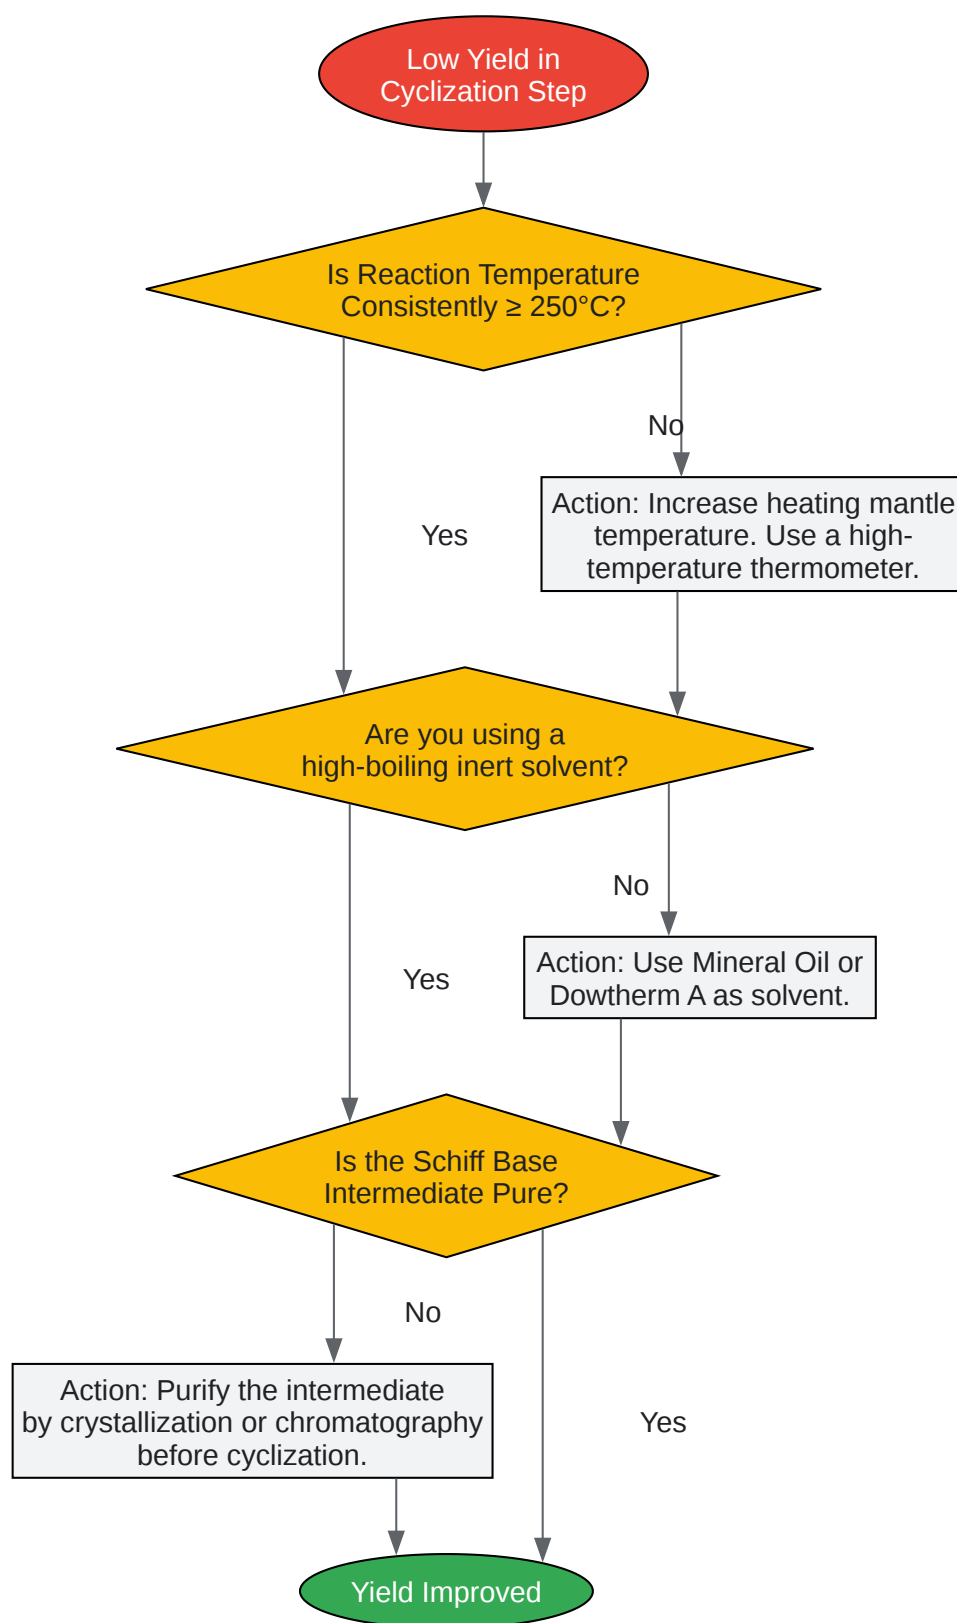 Low Yield in
Cyclization Step
Is Reaction Temperature
Consistently ≥ 250°C?
No
Action: Increase heating mantle
temperature. Use a high-
temperature thermometer.
Yes
Are you using a
high-boiling inert solvent?
No
Action: Use Mineral Oil or
Dowtherm A as solvent.
Yes
Is the Schiff Base
Intermediate Pure?
No
Action: Purify the intermediate
by crystallization or chromatography
before cyclization.
Yes
Yield Improved